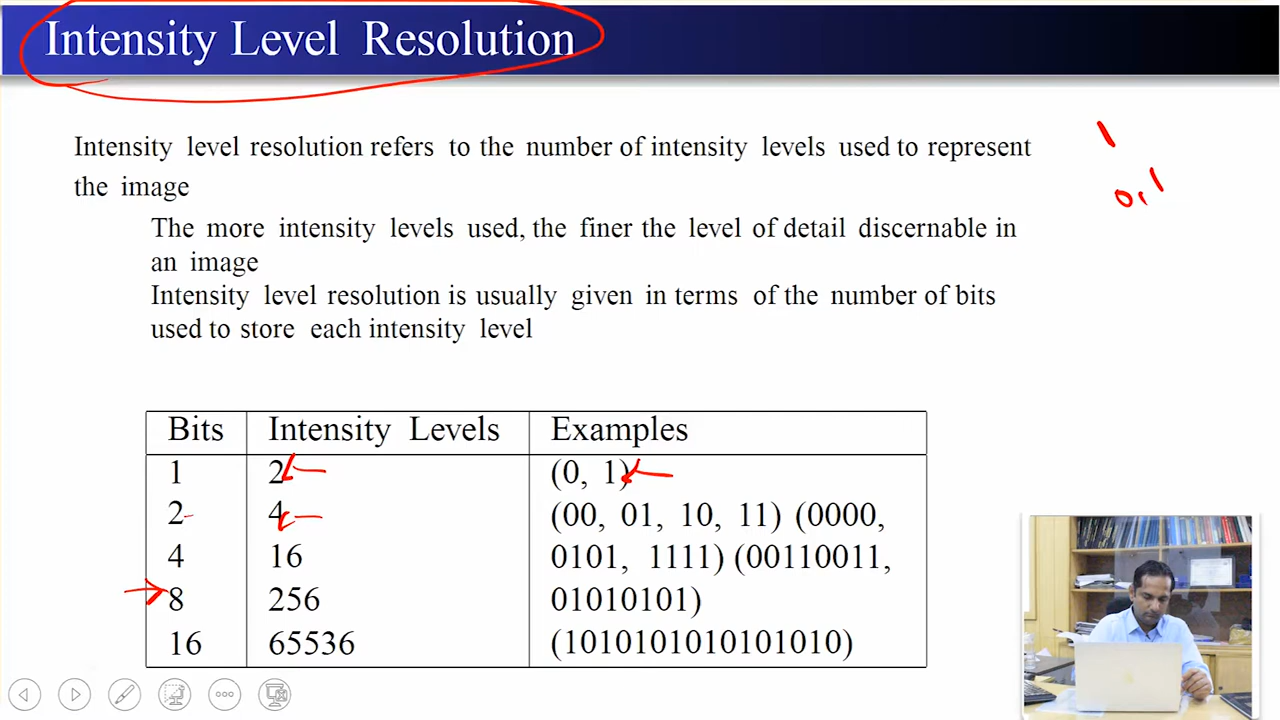 Intensity Level Resolution
Intensity level resolution refers to the number of intensity levels used to represent
the image
1
0, 1
The more intensity levels used, the finer the level of detail discernable in
an image
Intensity level resolution is usually given in terms of the number of bits
used to store each intensity level
Bits Intensity Levels Examples
1 2 (0, 1)
2 4 (00, 01, 10, 11) (0000,
4 16 0101, 1111) (00110011,
8 256 01010101)
16 65536 (1010101010101010)